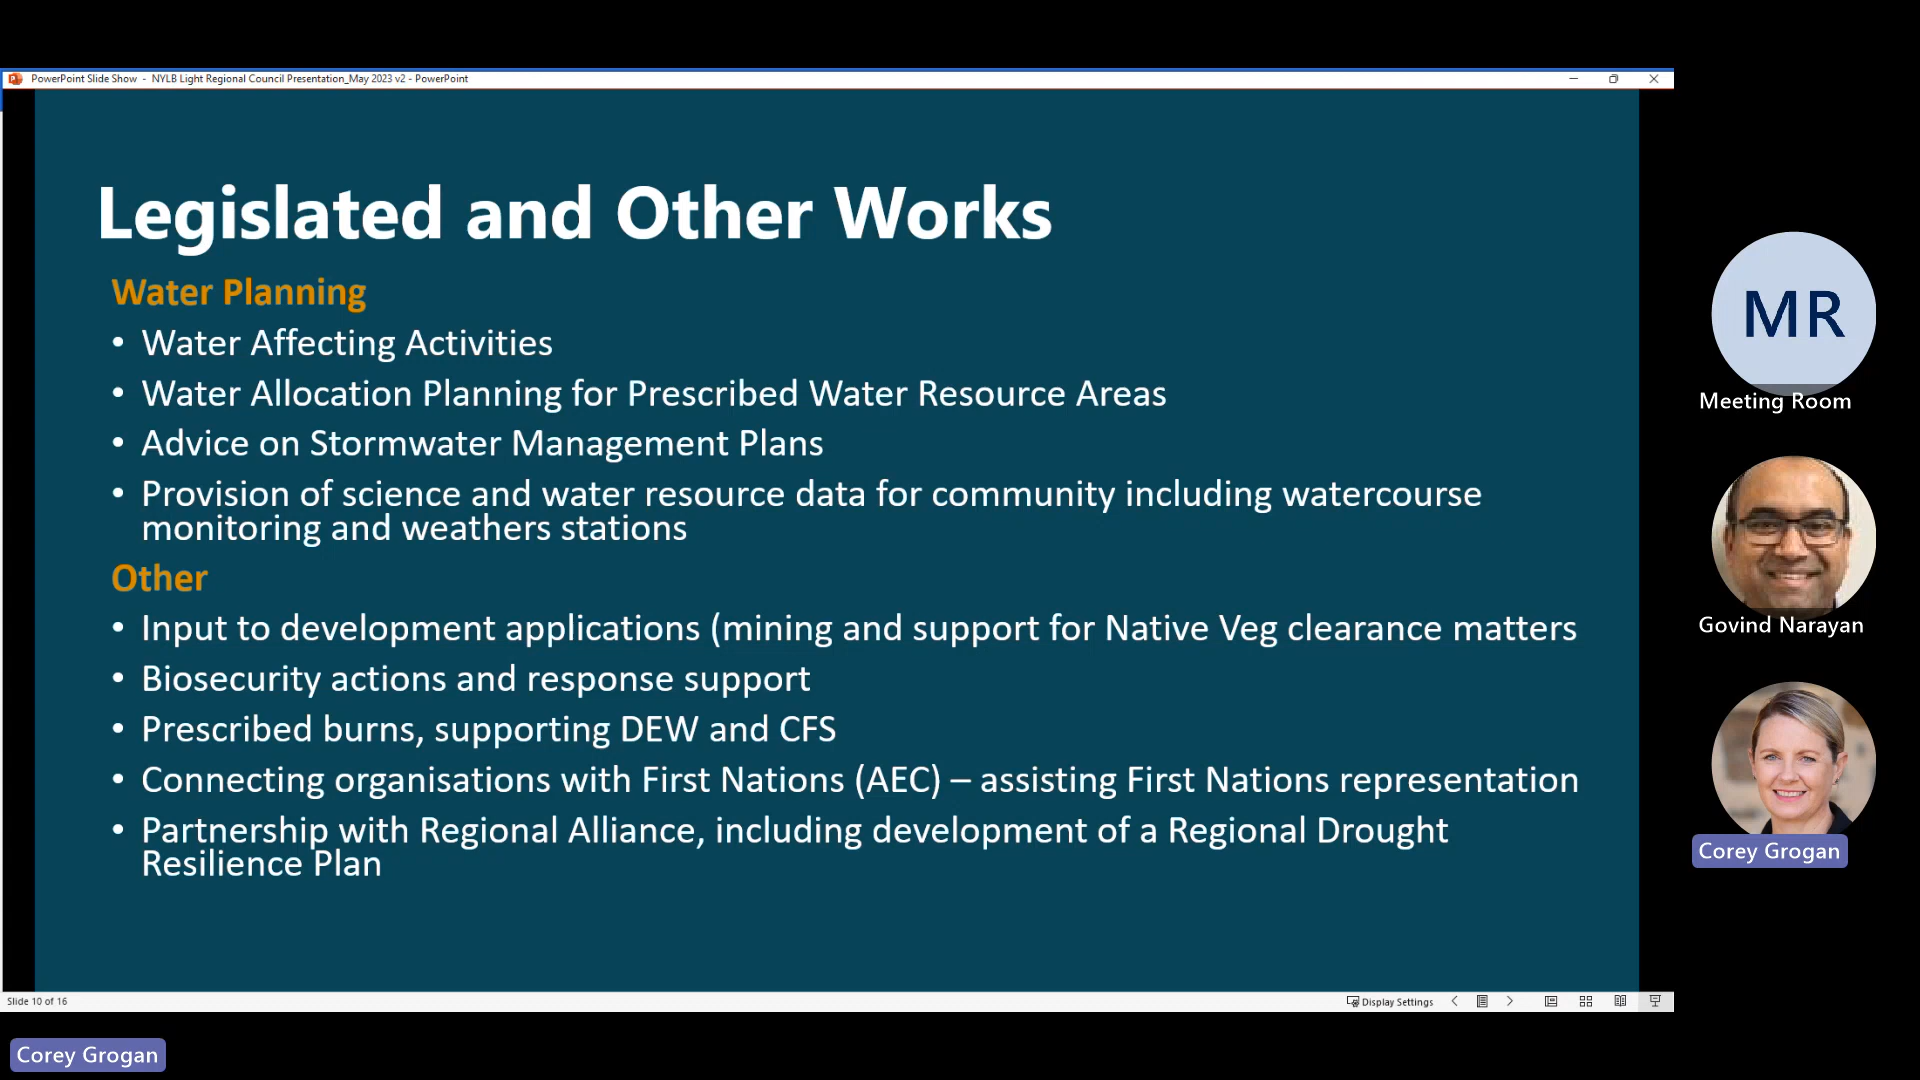 PowerPoint Slide Show - NYLB Light Regional Council Presentation_May 2023 v2 - PowerPoint
Legislated and Other Works
Water Planning
• Water Affecting Activities
• Water Allocation Planning for Prescribed Water Resource Areas
• Advice on Stormwater Management Plans
• Provision of science and water resource data for community including watercourse
monitoring and weathers stations
Other
• Input to development applications (mining and support for Native Veg clearance matters
• Biosecurity actions and response support
• Prescribed burns, supporting DEW and CFS
• Connecting organisations with First Nations (AEC) – assisting First Nations representation
• Partnership with Regional Alliance, including development of a Regional Drought
Resilience Plan
Slide 10 of 16
Display Settings
MR
Meeting Room
Govind Narayan
Corey Grogan
Corey Grogan